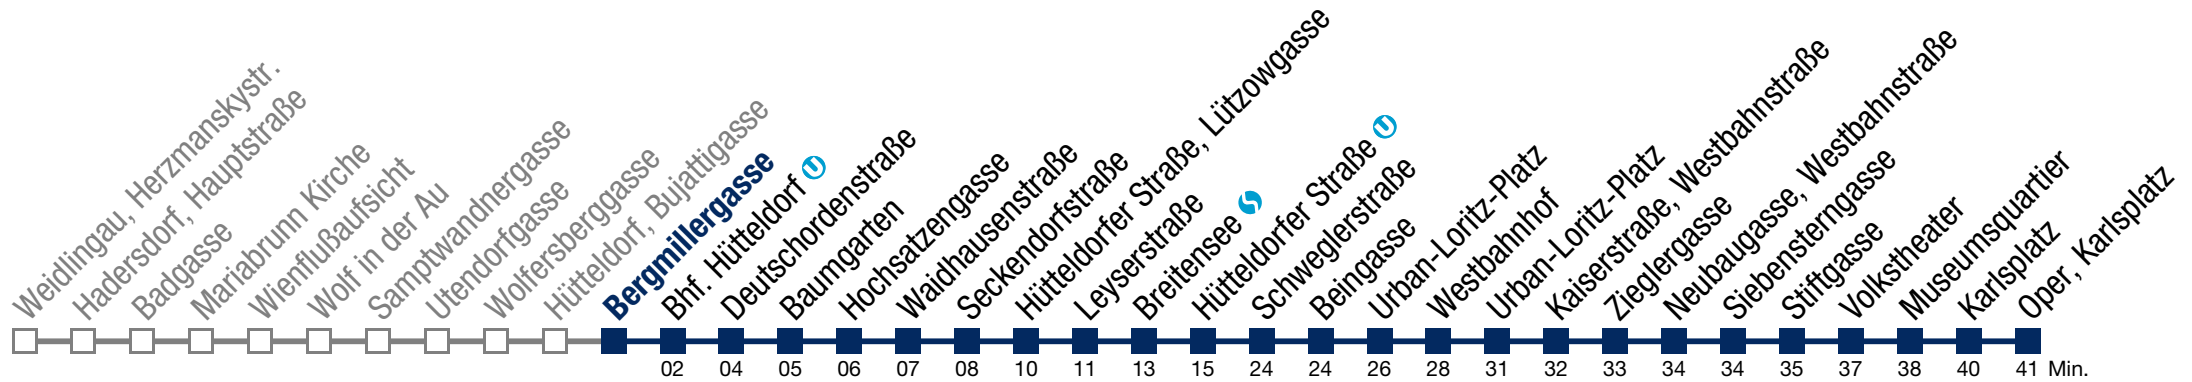 Weidlingau, Herzmanskystr.
Hadersdorf, Hauptstraße
Badgasse
Mariabrunn Kirche
Wienflußaufsicht
Wolf in der Au
Samptwandnergasse
Utendorfgasse
Wolfersberggasse
Hütteldorf, Bujattigasse
Bergmillergasse
Bhf. Hütteldorf U
Deutschordenstraße
Baumgarten
Hochsatzengasse
Waidhausenstraße
Seckendorfstraße
Hütteldorfer Straße, Lützowgasse
Leyserstraße
Breitensee S
Hütteldorfer Straße U
Schweglerstraße
Beingasse
Urban-Loritz-Platz
Westbahnhof
Urban-Loritz-Platz
Kaiserstraße, Westbahnstraße
Zieglergasse
Neubaugasse, Westbahnstraße
Siebensterngasse
Stiftgasse
Volkstheater
Museumsquartier
Karlsplatz
Oper, Karlsplatz
02 04 05 06 07 08 10 11 13 15 24 24 26 28 31 32 33 34 34 35 37 38 40 41 Min.